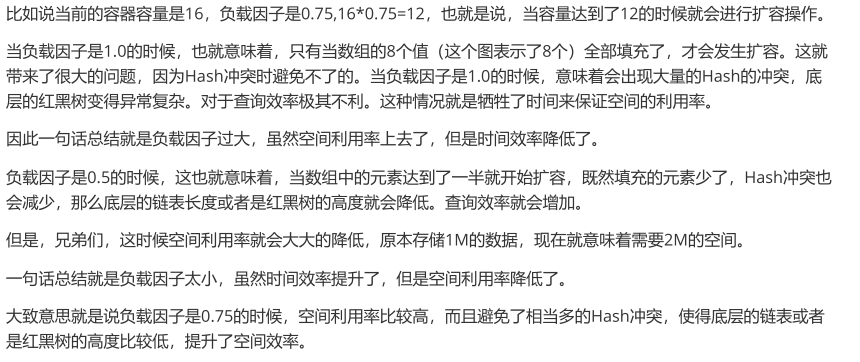 比如说当前的容器容量是16，负载因子是0.75,16*0.75=12，也就是说，当容量达到了12的时候就会进行扩容操作。
当负载因子是1.0的时候，也就意味着，只有当数组的8个值（这个图表示了8个）全部填充了，才会发生扩容。这就
带来了很大的问题，因为Hash冲突时避免不了的。当负载因子是1.0的时候，意味着会出现大量的Hash的冲突，底
层的红黑树变得异常复杂。对于查询效率极其不利。这种情况就是牺牲了时间来保证空间的利用率。
因此一句话总结就是负载因子过大，虽然空间利用率上去了，但是时间效率降低了。
负载因子是0.5的时候，这也就意味着，当数组中的元素达到了一半就开始扩容，既然填充的元素少了，Hash冲突也
会减少，那么底层的链表长度或者是红黑树的高度就会降低。查询效率就会增加。
但是，兄弟们，这时候空间利用率就会大大的降低，原本存储1M的数据，现在就意味着需要2M的空间。
一句话总结就是负载因子太小，虽然时间效率提升了，但是空间利用率降低了。
大致意思就是说负载因子是0.75的时候，空间利用率比较高，而且避免了相当多的Hash冲突，使得底层的链表或者
是红黑树的高度比较低，提升了空间效率。